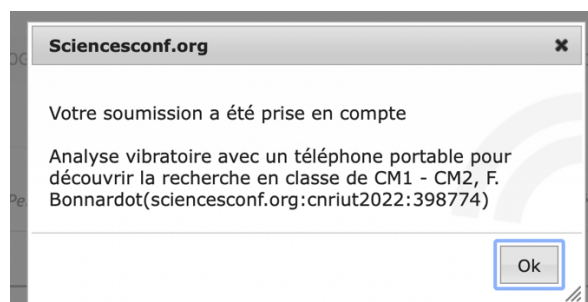 Sciencesconf.org
Votre soumission a été prise en compte
Analyse vibratoire avec un téléphone portable pour
découvrir la recherche en classe de CM1 - CM2, F.
Bonnardot(sciencesconf.org:cnriut2022:398774)
Ok